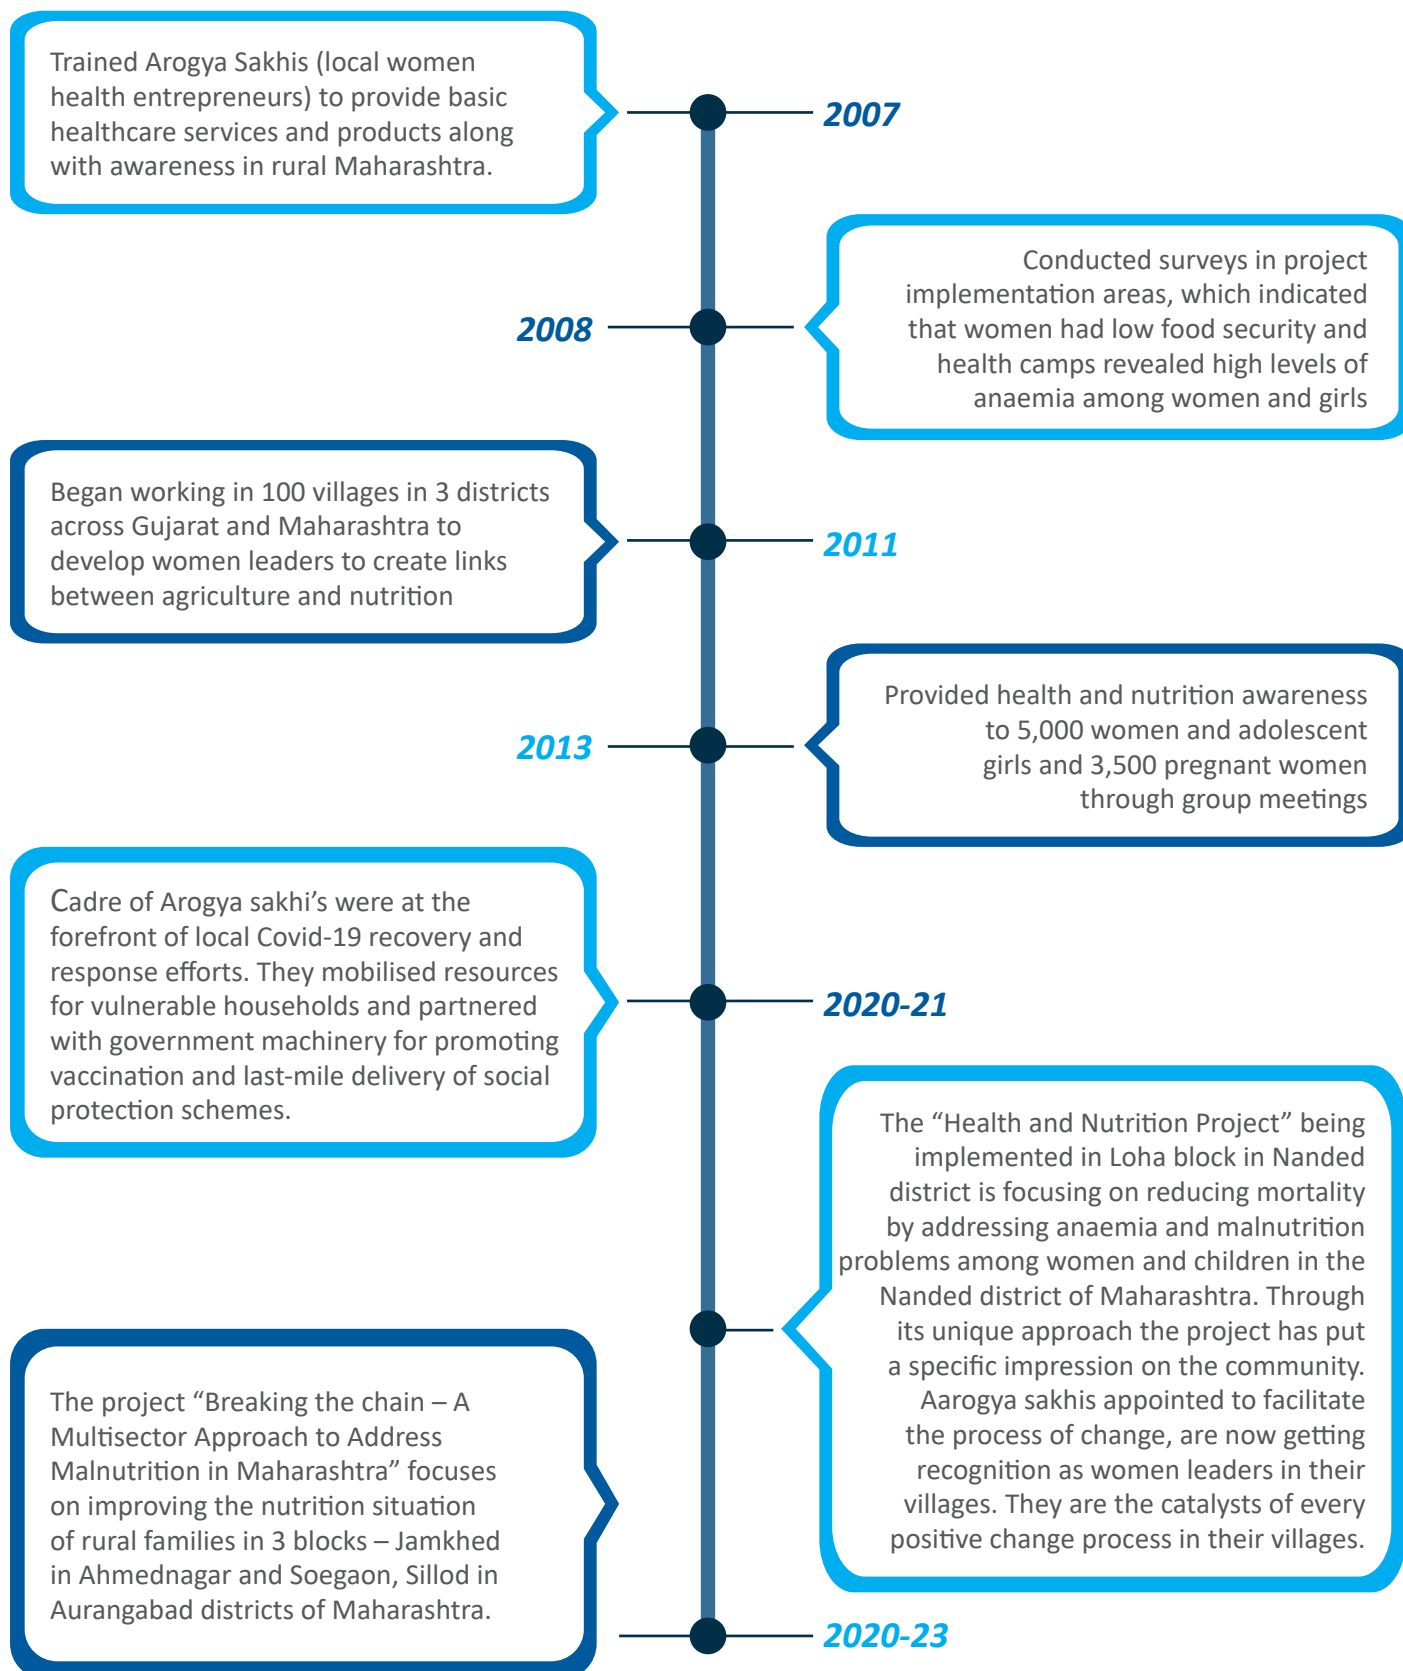 Trained Arogya Sakhis (local women
health entrepreneurs) to provide basic
healthcare services and products along
with awareness in rural Maharashtra.
2007
Conducted surveys in project
implementation areas, which indicated
that women had low food security and
health camps revealed high levels of
anaemia among women and girls
2008
Began working in 100 villages in 3 districts
across Gujarat and Maharashtra to
develop women leaders to create links
between agriculture and nutrition
2011
Provided health and nutrition awareness
to 5,000 women and adolescent
girls and 3,500 pregnant women
through group meetings
2013
Cadre of Arogya sakhi’s were at the
forefront of local Covid-19 recovery and
response efforts. They mobilised resources
for vulnerable households and partnered
with government machinery for promoting
vaccination and last-mile delivery of social
protection schemes.
2020-21
The “Health and Nutrition Project” being
implemented in Loha block in Nanded
district is focusing on reducing mortality
by addressing anaemia and malnutrition
problems among women and children in the
Nanded district of Maharashtra. Through
its unique approach the project has put
a specific impression on the community.
Aarogya sakhis appointed to facilitate
the process of change, are now getting
recognition as women leaders in their
villages. They are the catalysts of every
positive change process in their villages.
The project “Breaking the chain – A
Multisector Approach to Address
Malnutrition in Maharashtra” focuses
on improving the nutrition situation
of rural families in 3 blocks – Jamkhed
in Ahmednagar and Soegaon, Sillod in
Aurangabad districts of Maharashtra.
2020-23